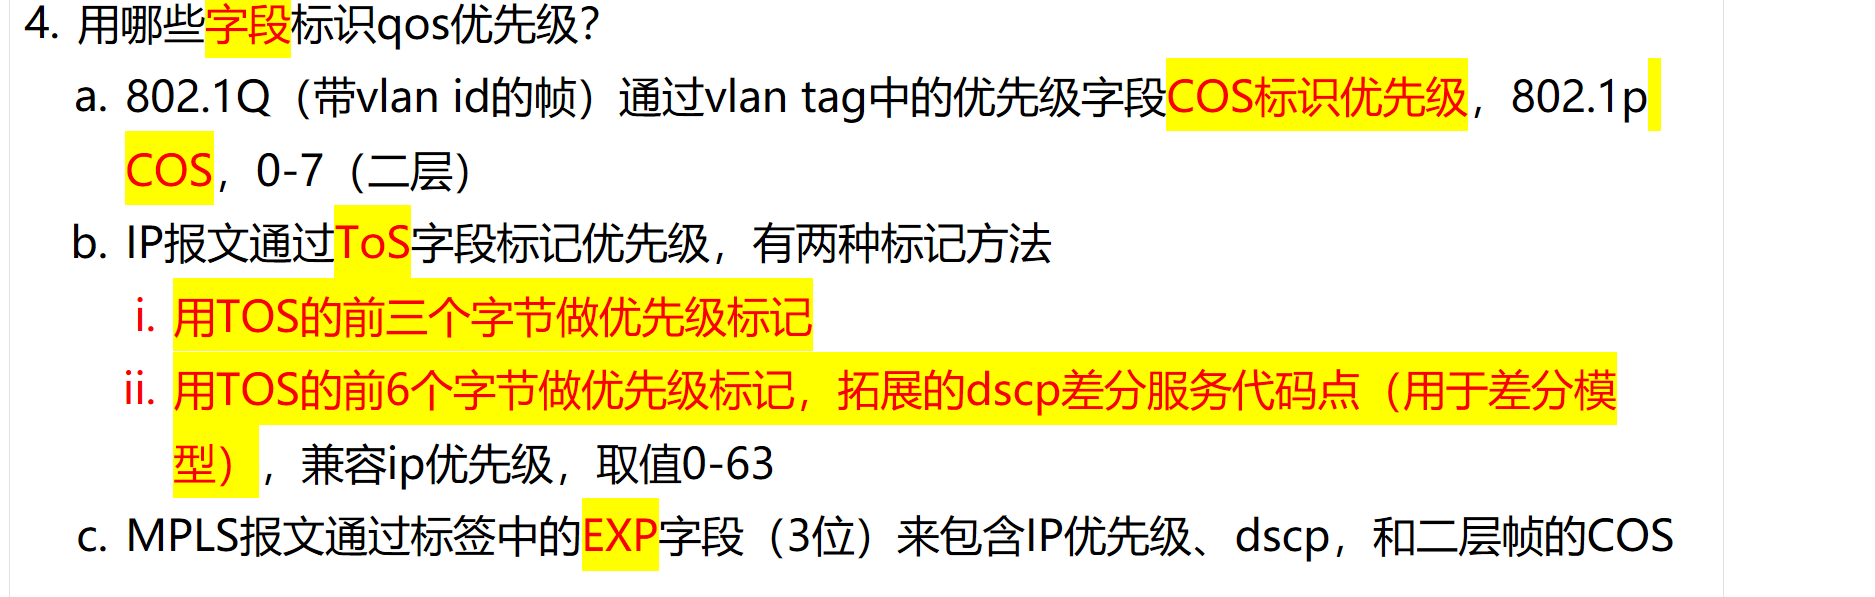 4. 用哪些字段标识qos优先级？
a. 802.1Q（带vlan id的帧）通过vlan tag中的优先级字段COS标识优先级，802.1p
COS，0-7（二层）
b. IP报文通过ToS字段标记优先级，有两种标记方法
i. 用TOS的前三个字节做优先级标记
ii. 用TOS的前6个字节做优先级标记，拓展的dscp差分服务代码点（用于差分模
型），兼容ip优先级，取值0-63
c. MPLS报文通过标签中的EXP字段（3位）来包含IP优先级、dscp，和二层帧的COS